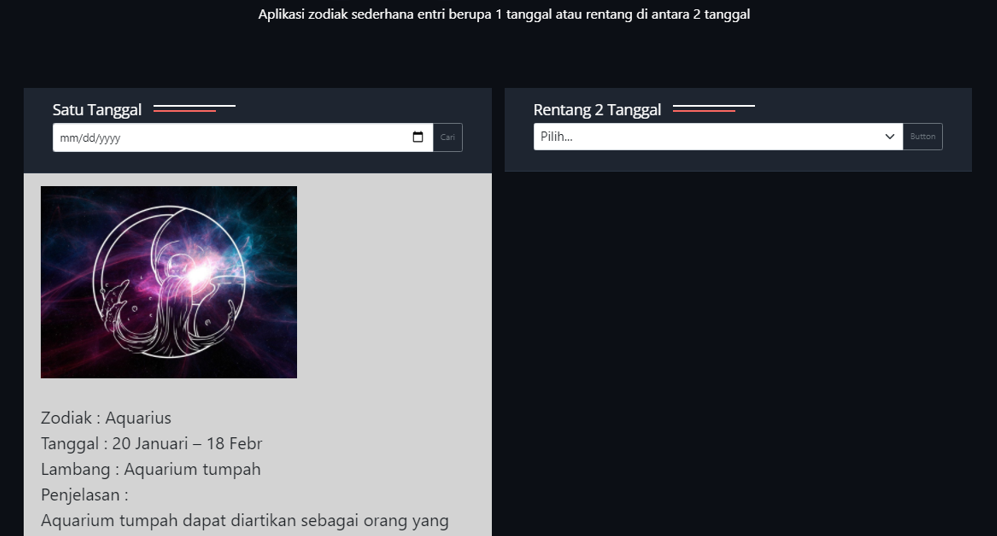 Aplikasi zodiak sederhana entri berupa 1 tanggal atau rentang di antara 2 tanggal
Satu Tanggal
mm/dd/yyyy
Cari
Rentang 2 Tanggal
Pilih...
Button
Zodiak : Aquarius
Tanggal : 20 Januari – 18 Febr
Lambang : Aquarium tumpah
Penjelasan :
Aquarium tumpah dapat diartikan sebagai orang yang